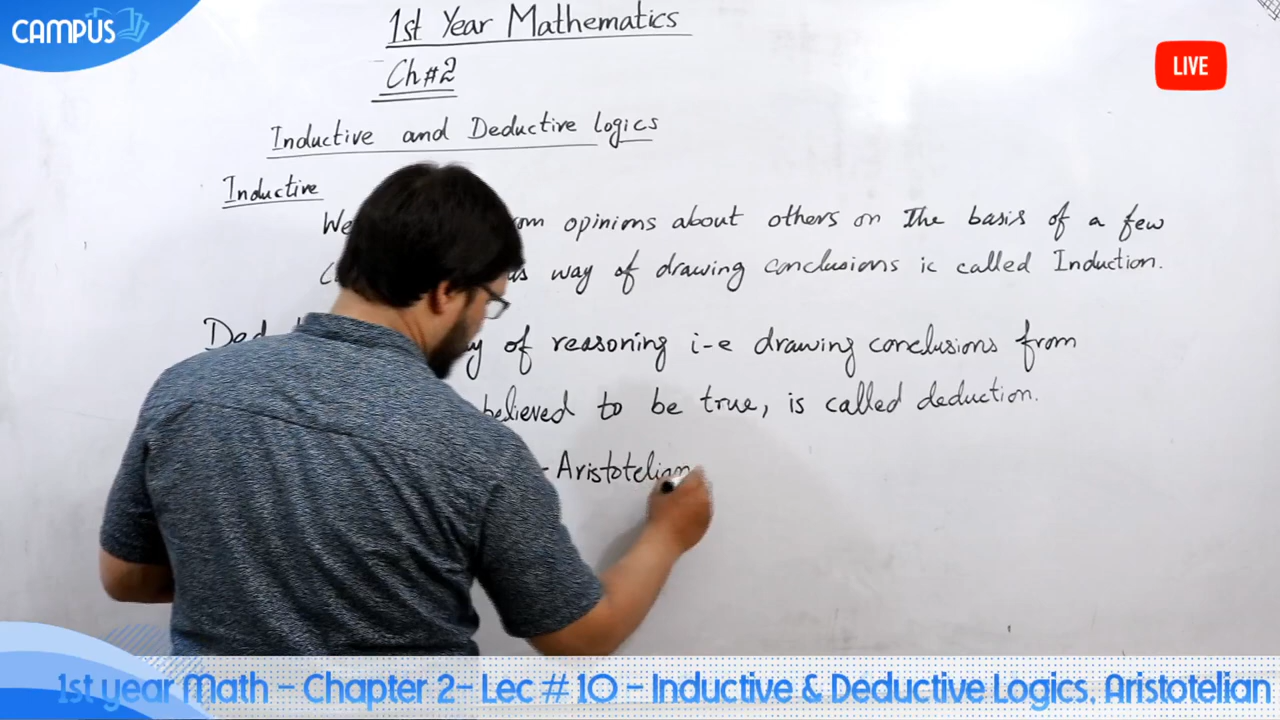 CAMPUS
LIVE
1st Year Mathematics
Ch#2
Inductive and Deductive logics
Inductive
We opinions about others on the basis of a few
way of drawing conclusions ic called Induction.
Ded of reasoning i-e drawing conclusions from
believed to be true, is called deduction.
- Aristotelian
1st year Math - Chapter 2- Lec # 10 - Inductive & Deductive Logics, Aristotelian